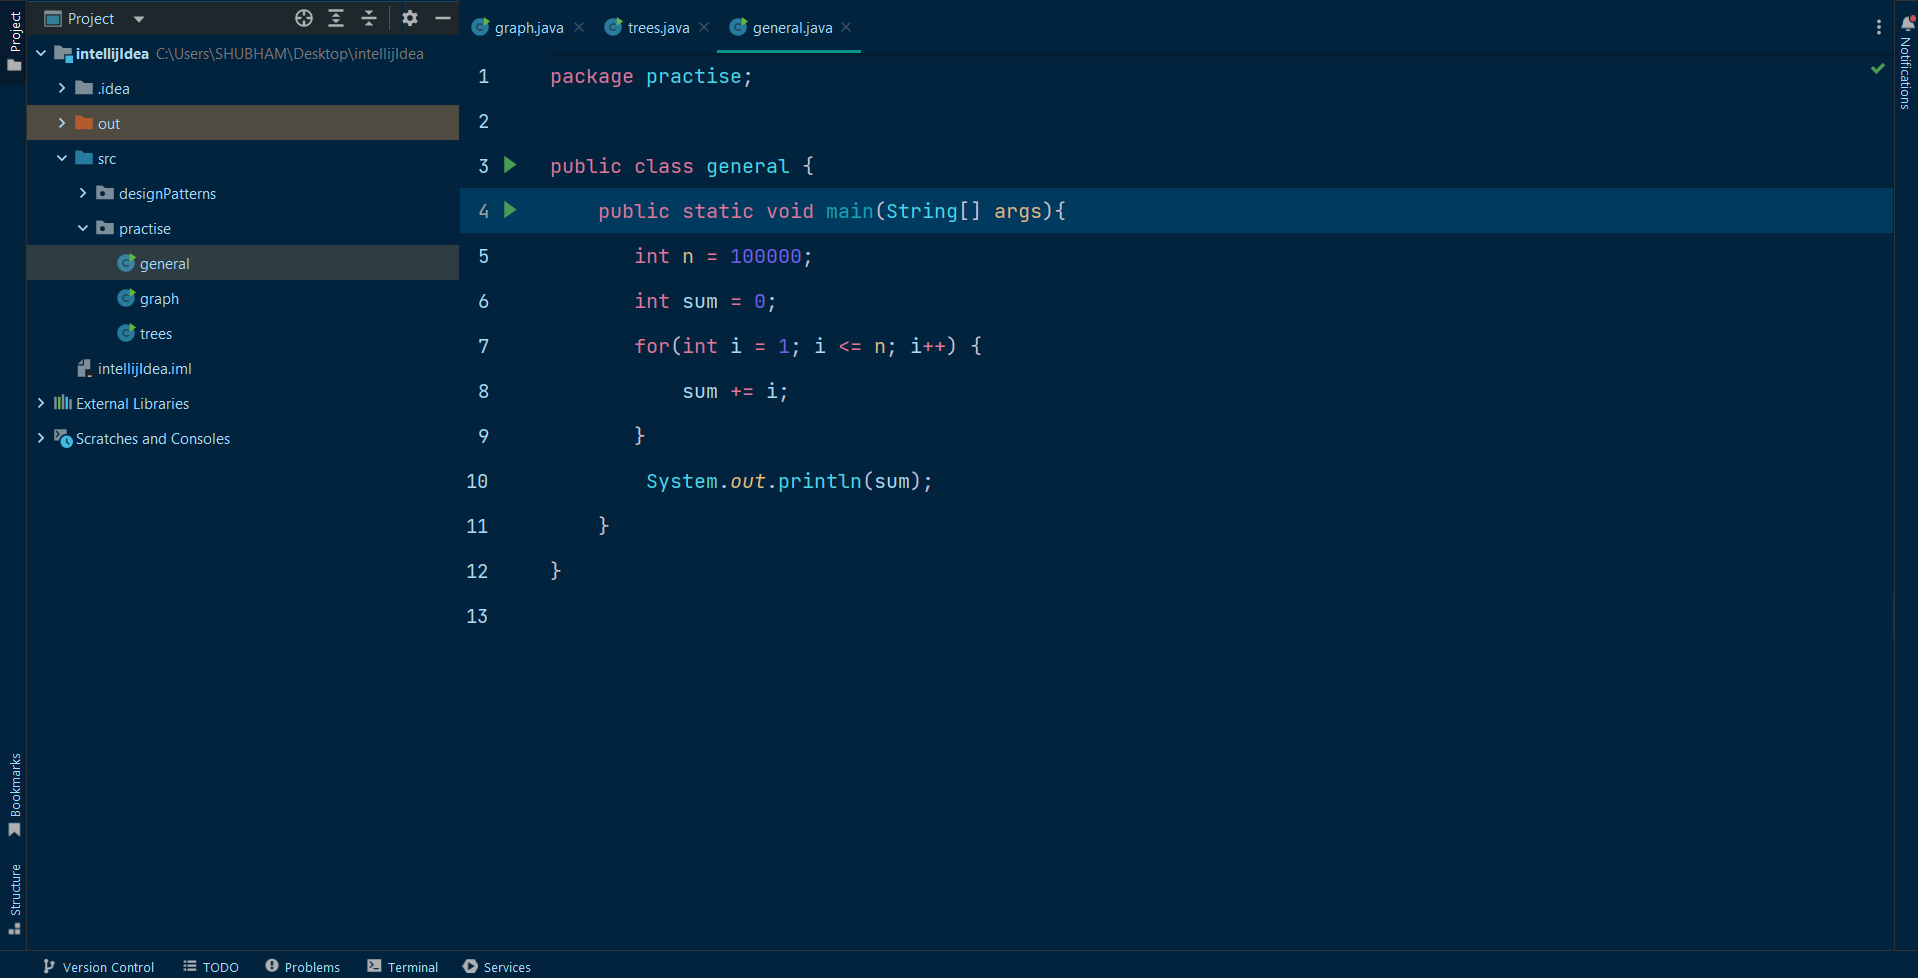 Project
Project
intellijIdea C:\Users\SHUBHAM\Desktop\intellijIdea
.idea
out
src
designPatterns
practise
general
graph
trees
intellijIdea.iml
External Libraries
Scratches and Consoles
graph.java
trees.java
general.java
1 package practise;
2
3 public class general {
4 public static void main(String[] args){
5 int n = 100000;
6 int sum = 0;
7 for(int i = 1; i <= n; i++) {
8 sum += i;
9 }
10 System.out.println(sum);
11 }
12 }
13
Notifications
Bookmarks
Structure
Version Control TODO Problems Terminal Services